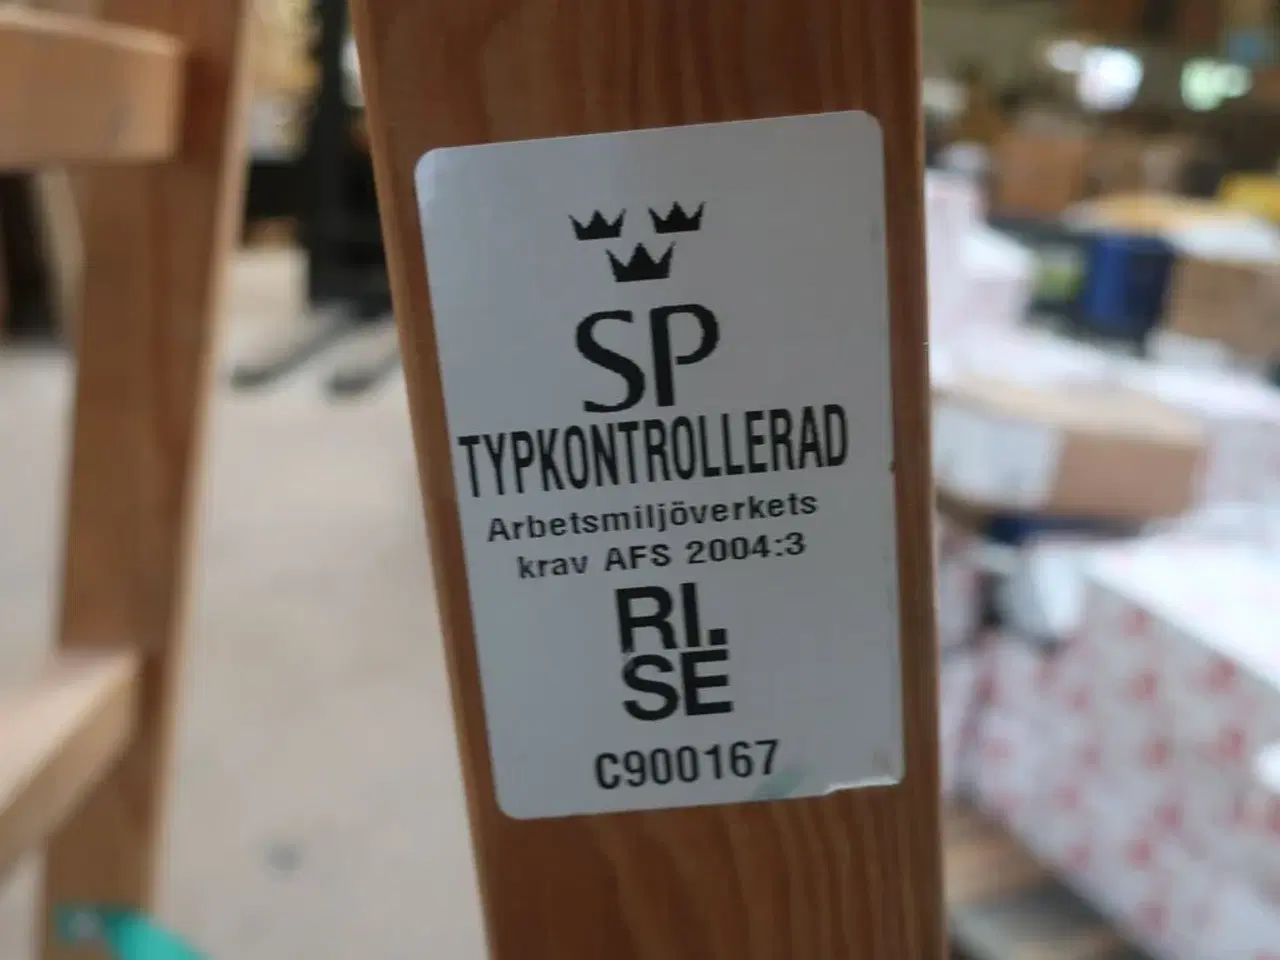 SP
TYPKONTROLLERAD
Arbetsmiljöverkets
krav AFS 2004:3
RI.
SE
C900167